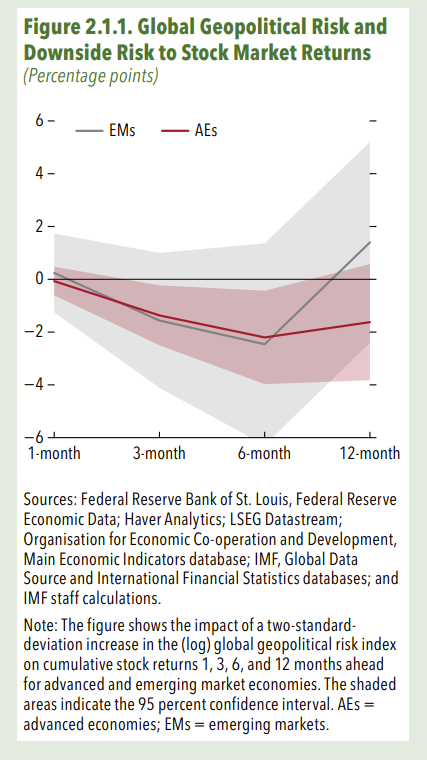 Figure 2.1.1. Global Geopolitical Risk and
Downside Risk to Stock Market Returns
(Percentage points)
6
EMs AEs
4
2
0
−2
−4
−6
1-month 3-month 6-month 12-month
Sources: Federal Reserve Bank of St. Louis, Federal Reserve
Economic Data; Haver Analytics; LSEG Datastream;
Organisation for Economic Co-operation and Development,
Main Economic Indicators database; IMF, Global Data
Source and International Financial Statistics databases; and
IMF staff calculations.
Note: The figure shows the impact of a two-standard-
deviation increase in the (log) global geopolitical risk index
on cumulative stock returns 1, 3, 6, and 12 months ahead
for advanced and emerging market economies. The shaded
areas indicate the 95 percent confidence interval. AEs =
advanced economies; EMs = emerging markets.